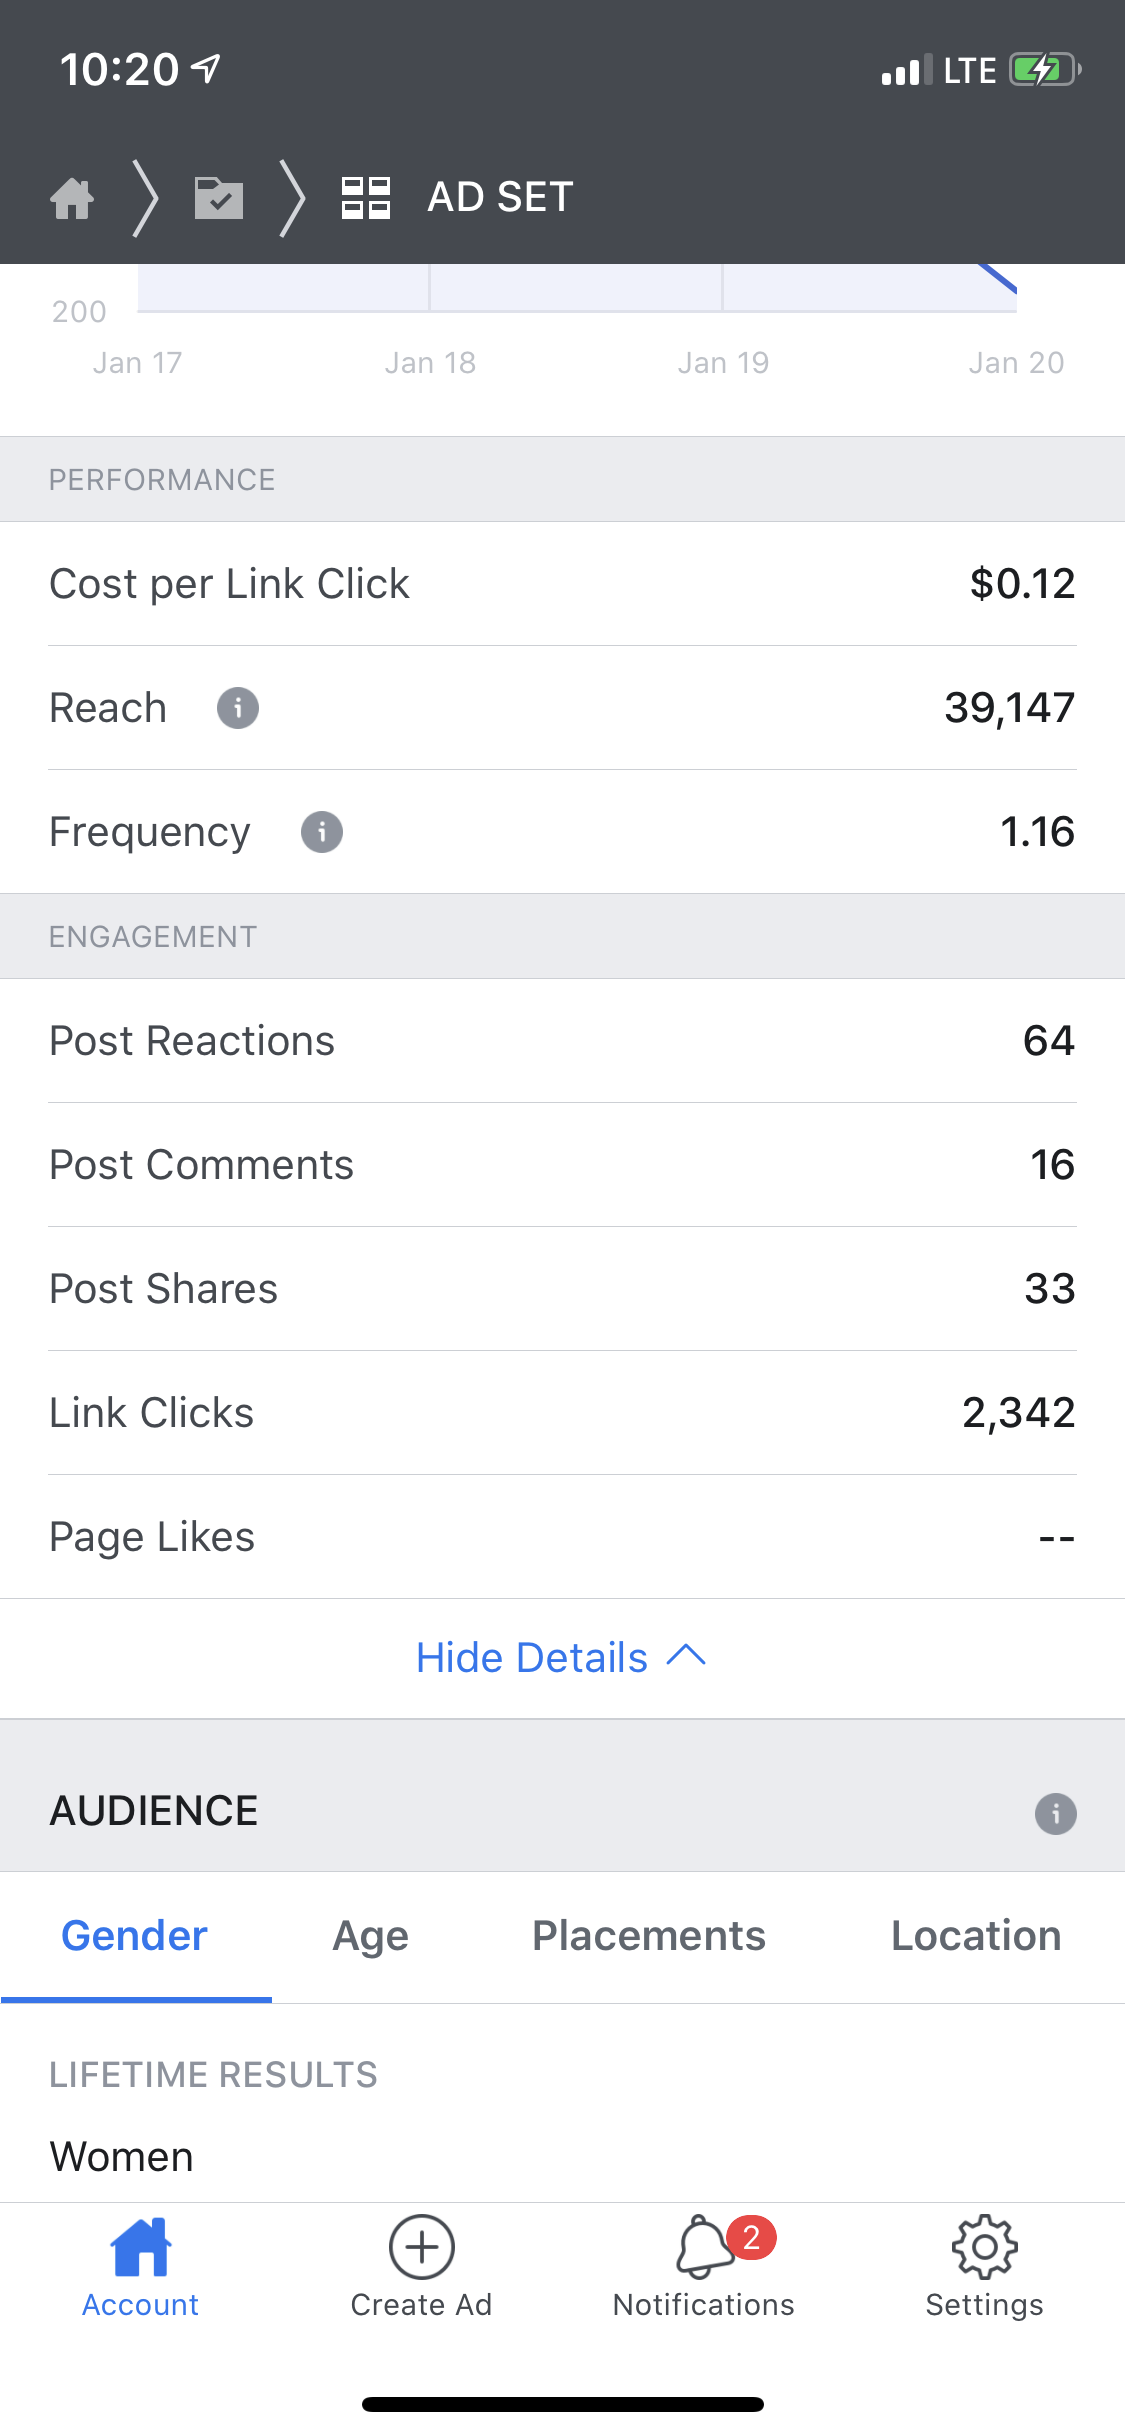 10:20
LTE
AD SET
200
Jan 17 Jan 18 Jan 19 Jan 20
PERFORMANCE
Cost per Link Click $0.12
Reach 39,147
Frequency 1.16
ENGAGEMENT
Post Reactions 64
Post Comments 16
Post Shares 33
Link Clicks 2,342
Page Likes --
Hide Details
AUDIENCE
Gender Age Placements Location
LIFETIME RESULTS
Women
2
Account Create Ad Notifications Settings